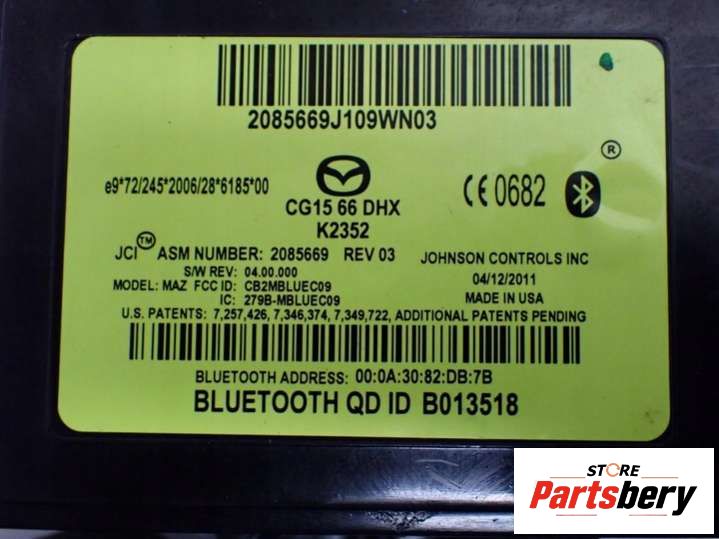 2085669J109WN03
®
e9*72/245*2006/28*6185*00
CE 0682
CG15 66 DHX
K2352
JCI™ ASM NUMBER: 2085669 REV 03
JOHNSON CONTROLS INC
S/W REV: 04.00.000
04/12/2011
MODEL: MAZ FCC ID: CB2MBLUEC09
IC: 279B-MBLUEC09
MADE IN USA
U.S. PATENTS: 7,257,426, 7,346,374, 7,349,722, ADDITIONAL PATENTS PENDING
BLUETOOTH ADDRESS: 00:0A:30:82:DB:7B
BLUETOOTH QD ID B013518
STORE
Partsbery